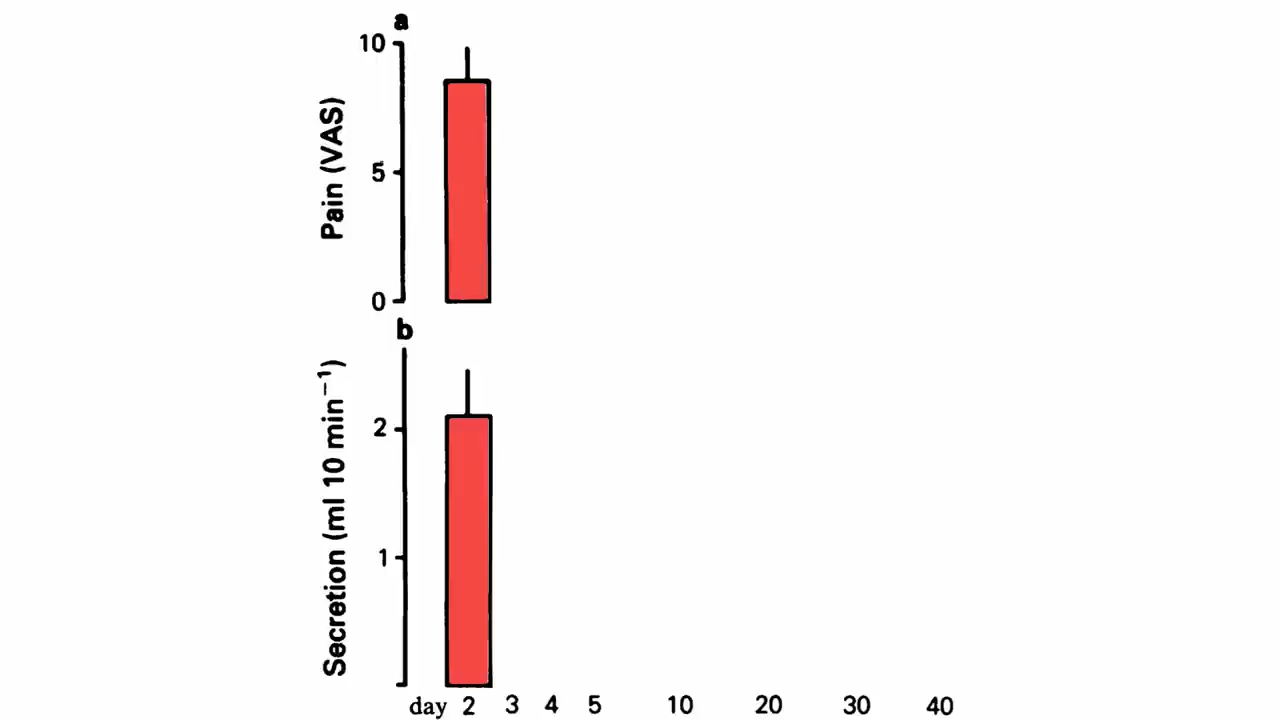 a
10
5
0
Pain (VAS)
b
2
1
Secretion (ml 10 min⁻¹)
day 2 3 4 5 10 20 30 40